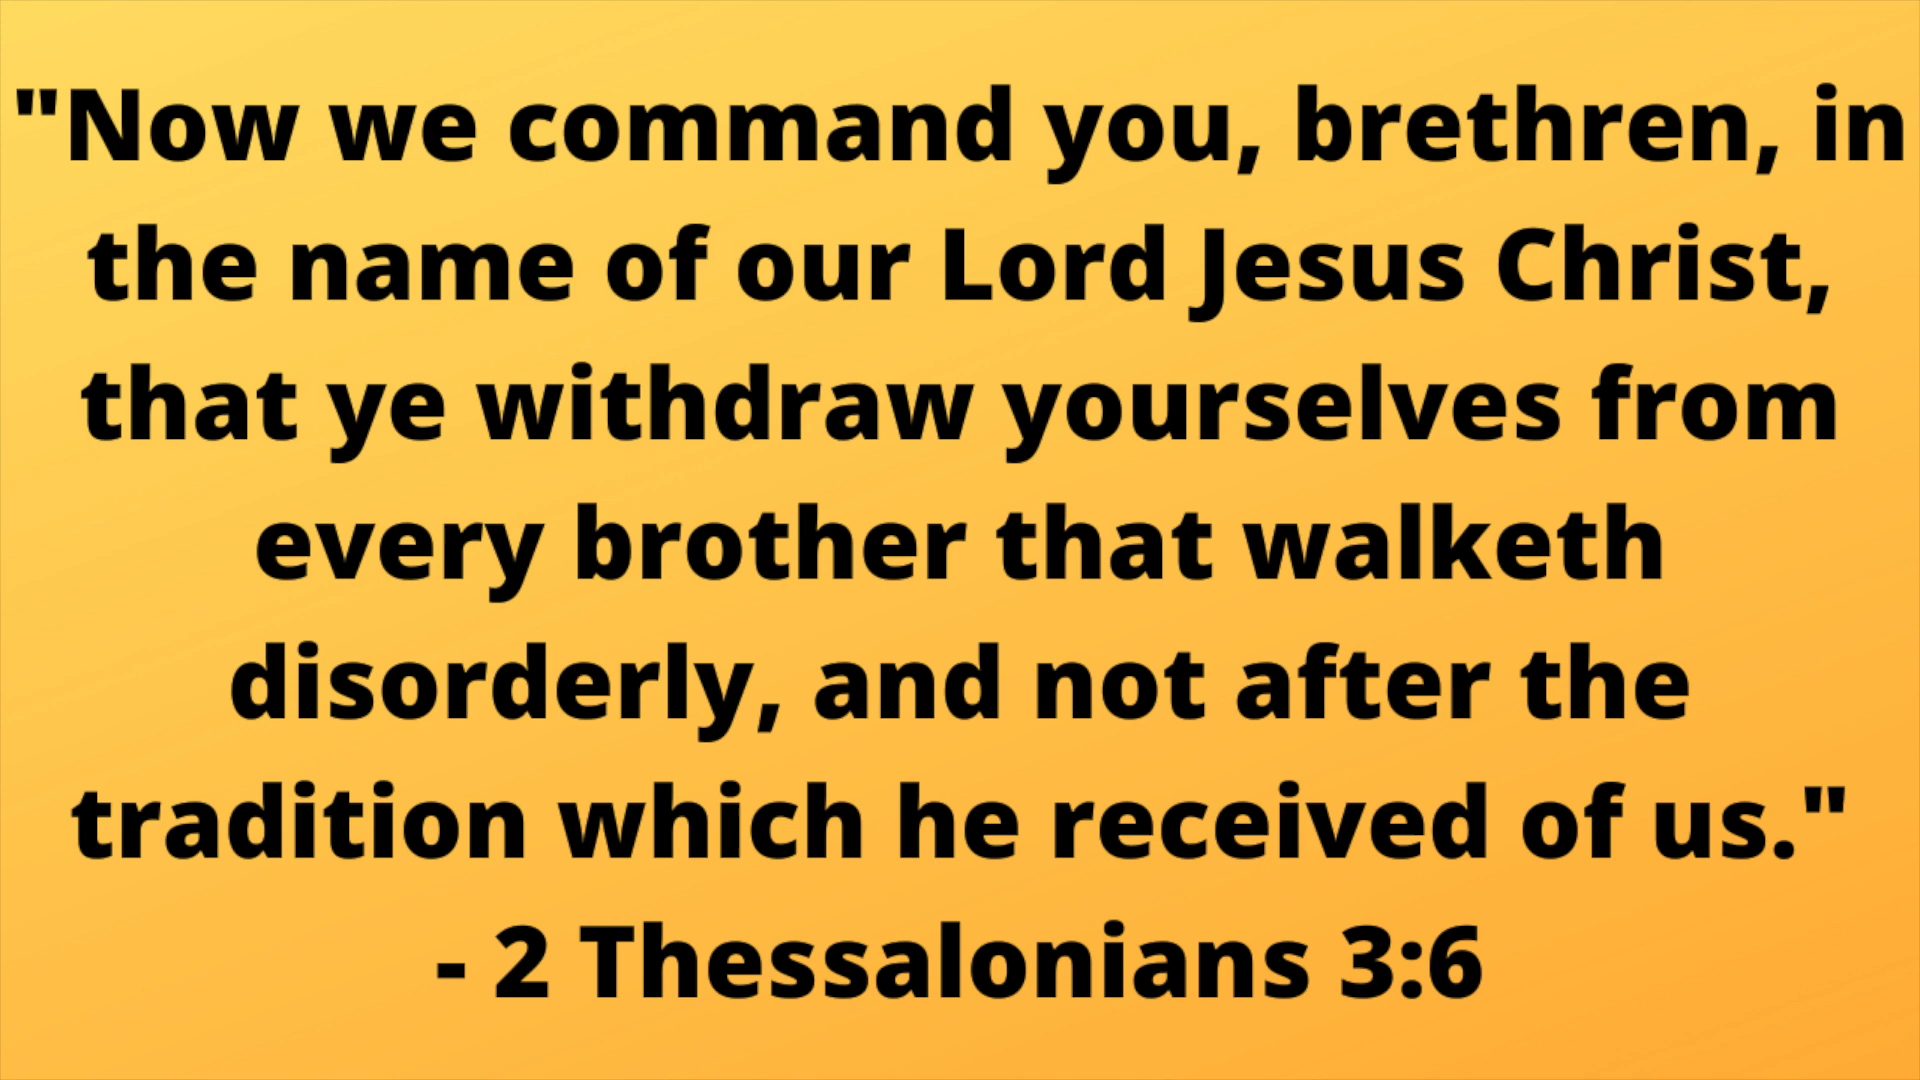 "Now we command you, brethren, in
the name of our Lord Jesus Christ,
that ye withdraw yourselves from
every brother that walketh
disorderly, and not after the
tradition which he received of us."
- 2 Thessalonians 3:6